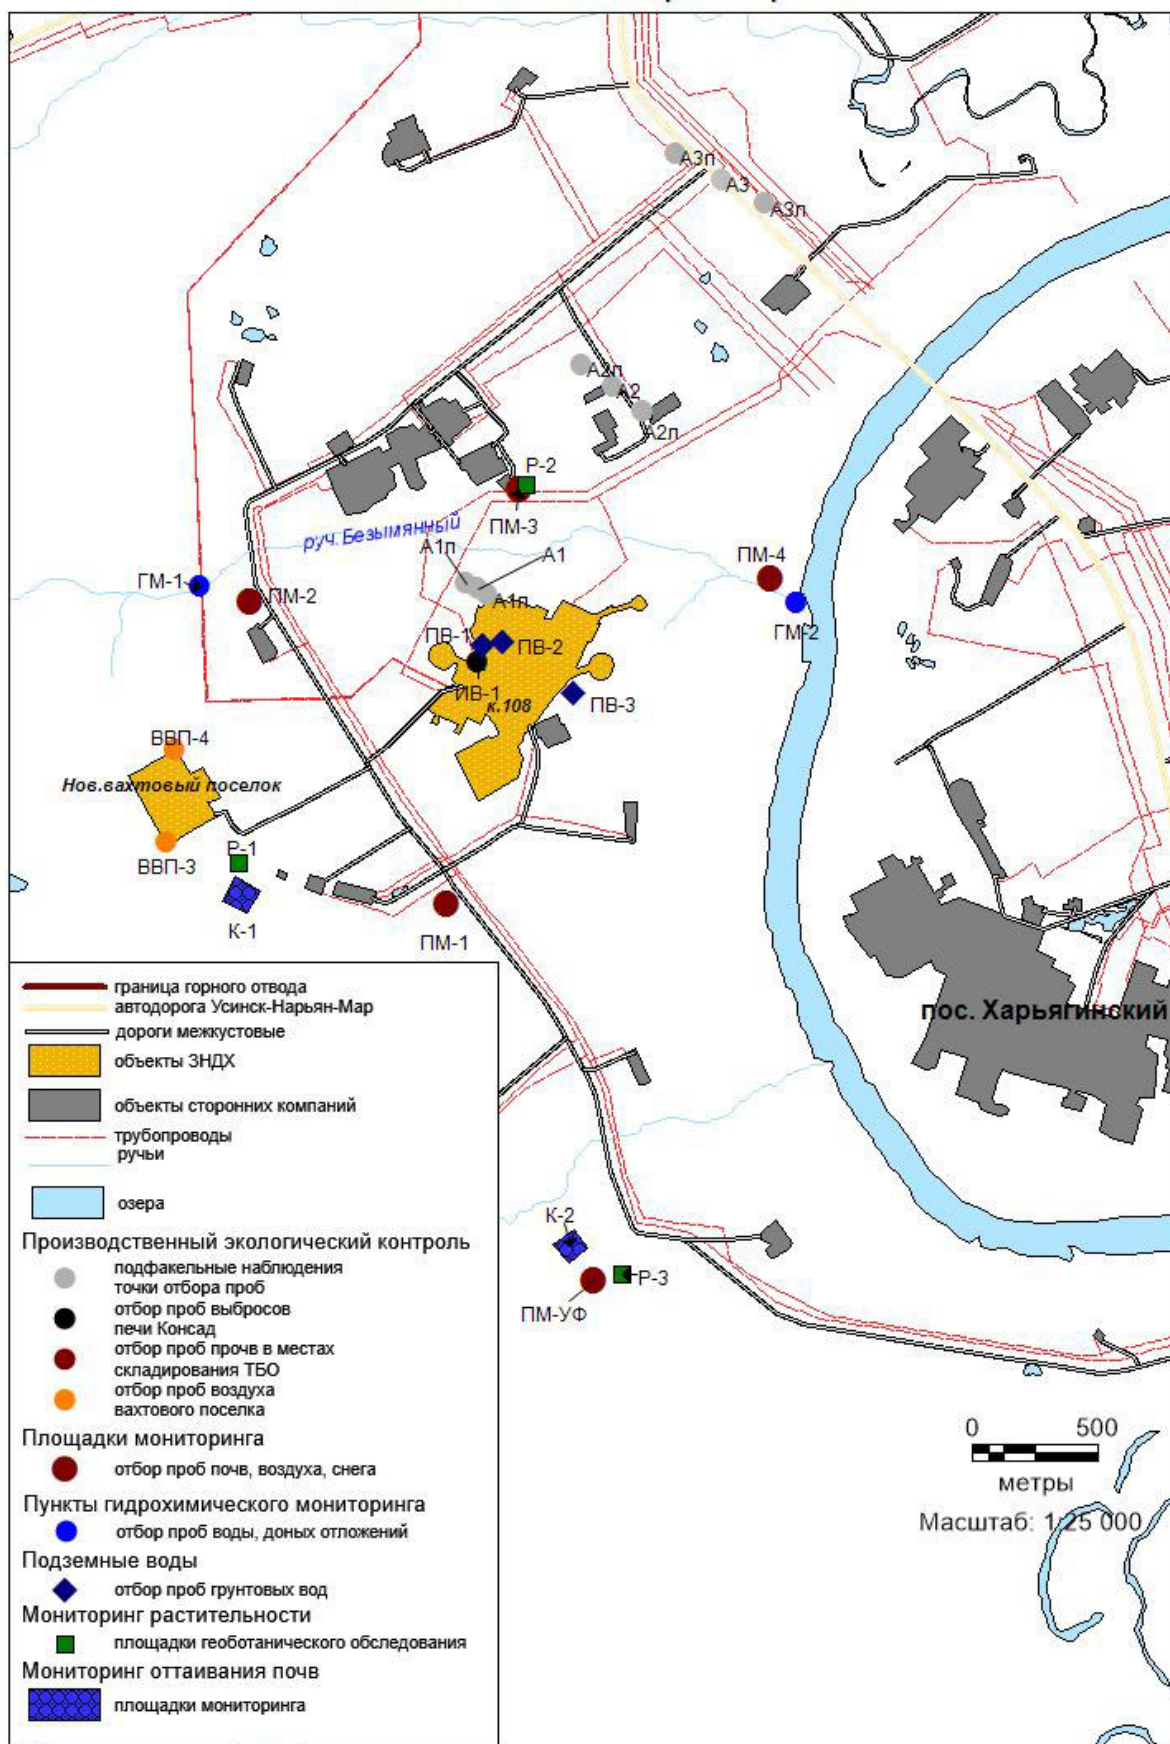 А3п
А3
А3л
А2п
А2
А2л
Р-2
ПМ-3
руч. Безымянный
А1п
А1
А1л
ПМ-4
ГМ-1
ПМ-2
ГМ-2
ПВ-1
ПВ-2
ИВ-1
к.108
ПВ-3
ВВП-4
Нов.вахтовый поселок
Р-1
ВВП-3
К-1
ПМ-1
пос. Харьягинский
граница горного отвода
автодорога Усинск-Нарьян-Мар
дороги межкустовые
объекты ЗНДХ
объекты сторонних компаний
трубопроводы
ручьи
озера
К-2
Р-3
ПМ-УФ
Производственный экологический контроль
подфакельные наблюдения
точки отбора проб
отбор проб выбросов
печи Консад
отбор проб прочв в местах
складирования ТБО
отбор проб воздуха
вахтового поселка
Площадки мониторинга
отбор проб почв, воздуха, снега
Пункты гидрохимического мониторинга
отбор проб воды, доных отложений
Подземные воды
отбор проб грунтовых вод
Мониторинг растительности
площадки геоботанического обследования
Мониторинг оттаивания почв
площадки мониторинга
0 500
метры
Масштаб: 1:25 000